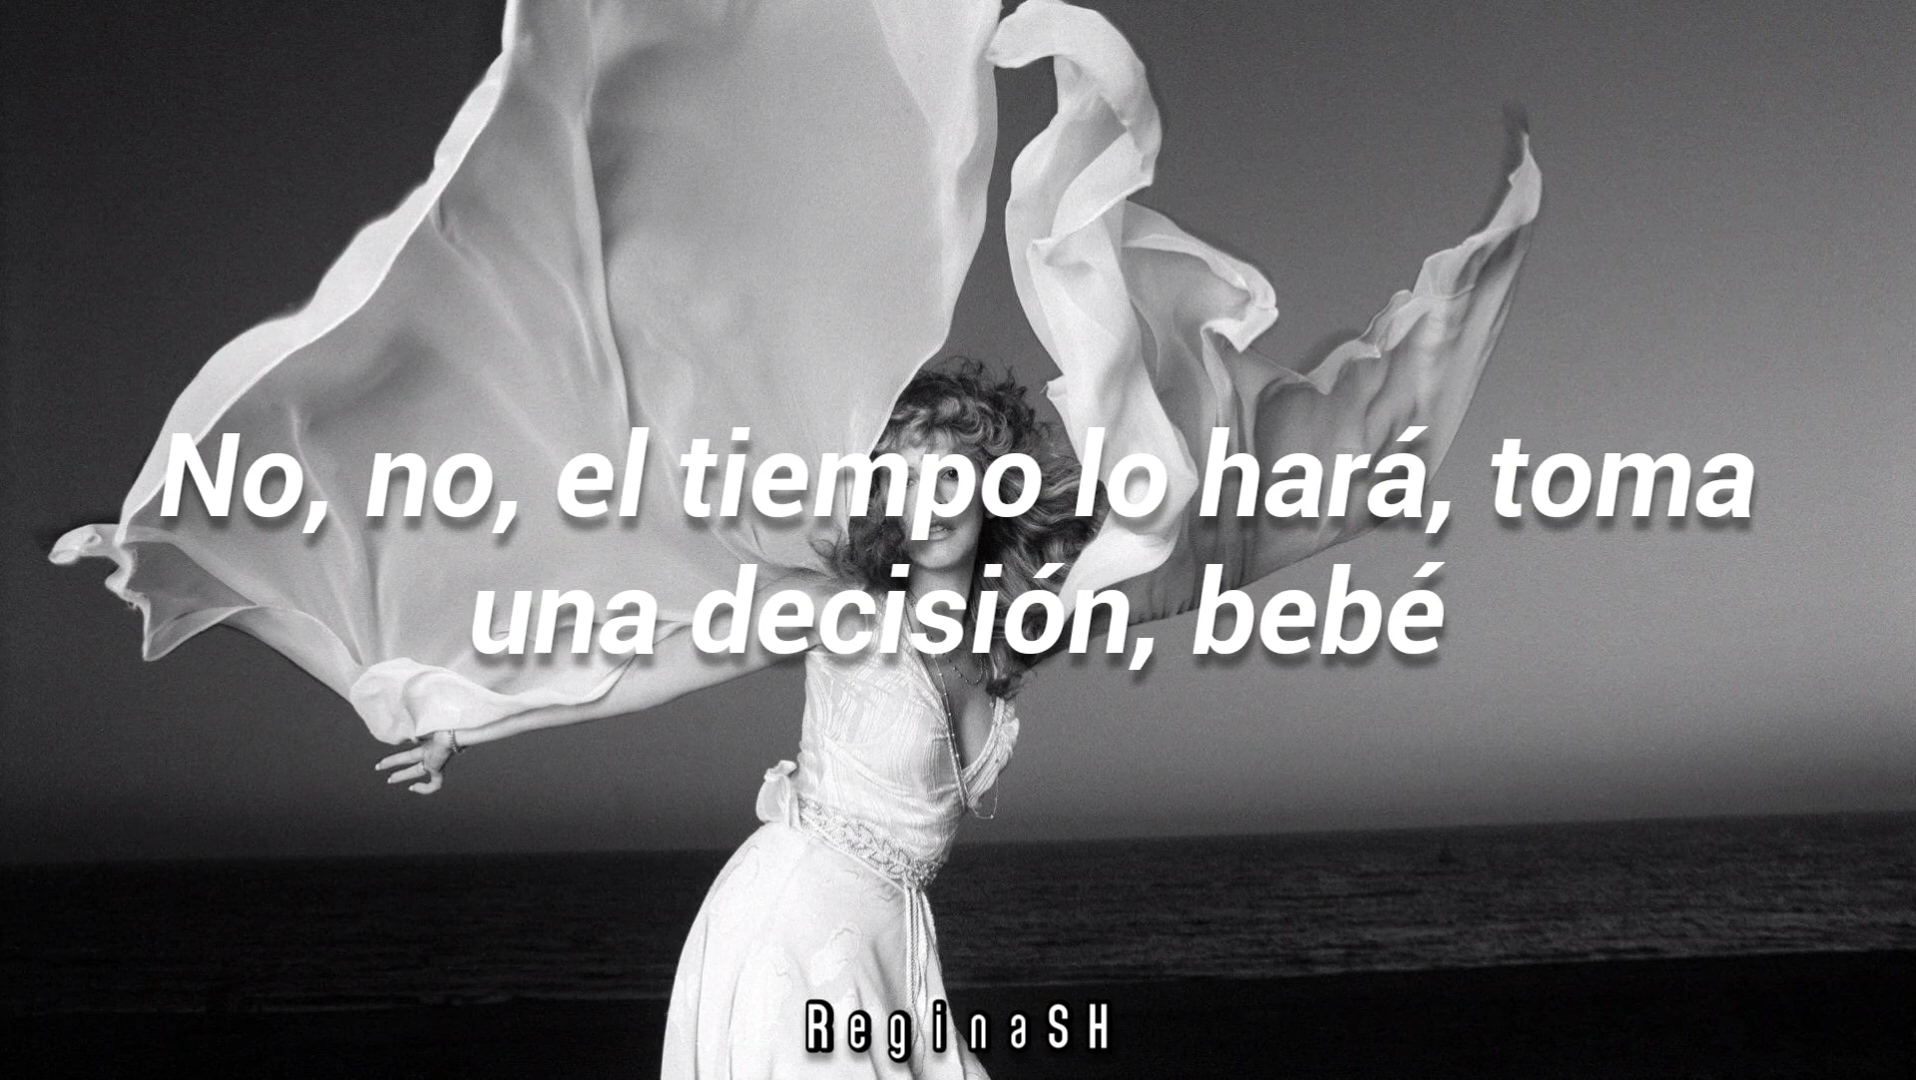 No, no, el tiempo lo hará, toma
una decisión, bebé
ReginaSH